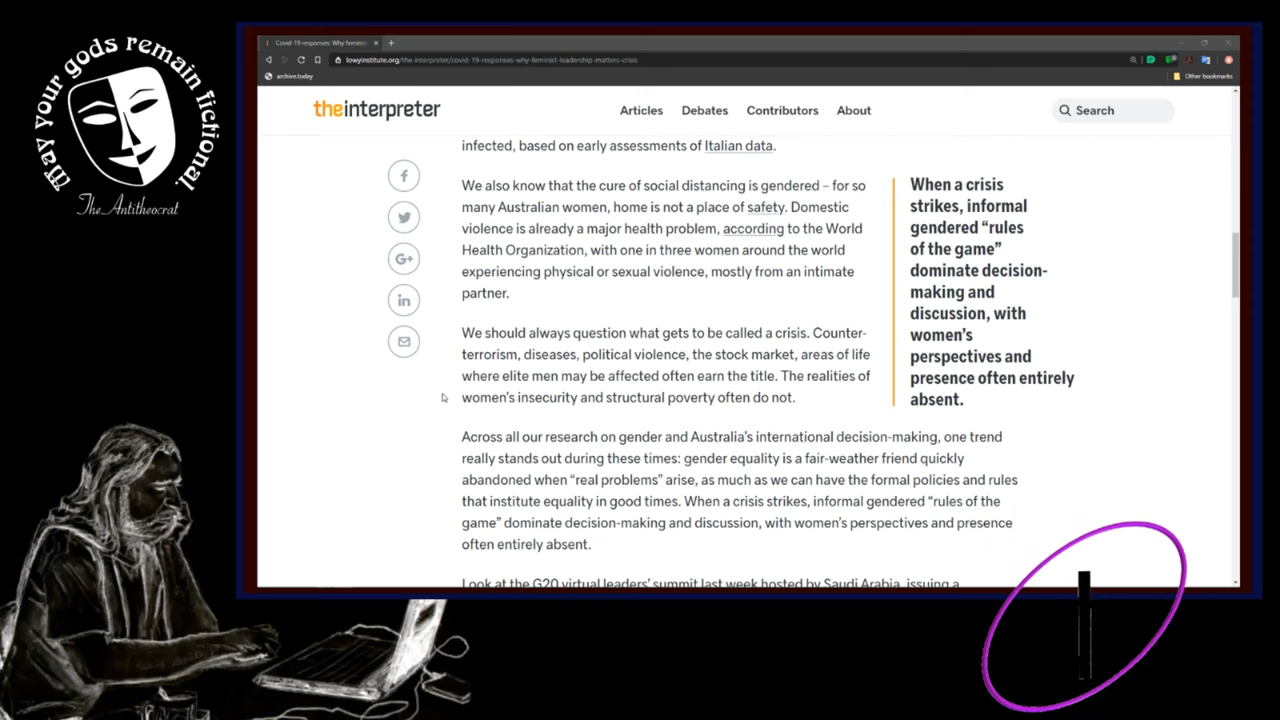 May your gods remain fictional.
The Antitheocrat
Covid-19 responses: Why feminis
lowyinstitute.org/the-interpreter/covid-19-responses-why-feminist-leadership-matters-crisis
archive.today
Other bookmarks
theinterpreter
Articles
Debates
Contributors
About
Search
infected, based on early assessments of Italian data.
We also know that the cure of social distancing is gendered – for so
many Australian women, home is not a place of safety. Domestic
violence is already a major health problem, according to the World
Health Organization, with one in three women around the world
experiencing physical or sexual violence, mostly from an intimate
partner.
We should always question what gets to be called a crisis. Counter-
terrorism, diseases, political violence, the stock market, areas of life
where elite men may be affected often earn the title. The realities of
women's insecurity and structural poverty often do not.
When a crisis
strikes, informal
gendered “rules
of the game”
dominate decision-
making and
discussion, with
women's
perspectives and
presence often entirely
absent.
Across all our research on gender and Australia's international decision-making, one trend
really stands out during these times: gender equality is a fair-weather friend quickly
abandoned when “real problems” arise, as much as we can have the formal policies and rules
that institute equality in good times. When a crisis strikes, informal gendered “rules of the
game” dominate decision-making and discussion, with women's perspectives and presence
often entirely absent.
Look at the G20 virtual leaders' summit last week hosted by Saudi Arabia, issuing a